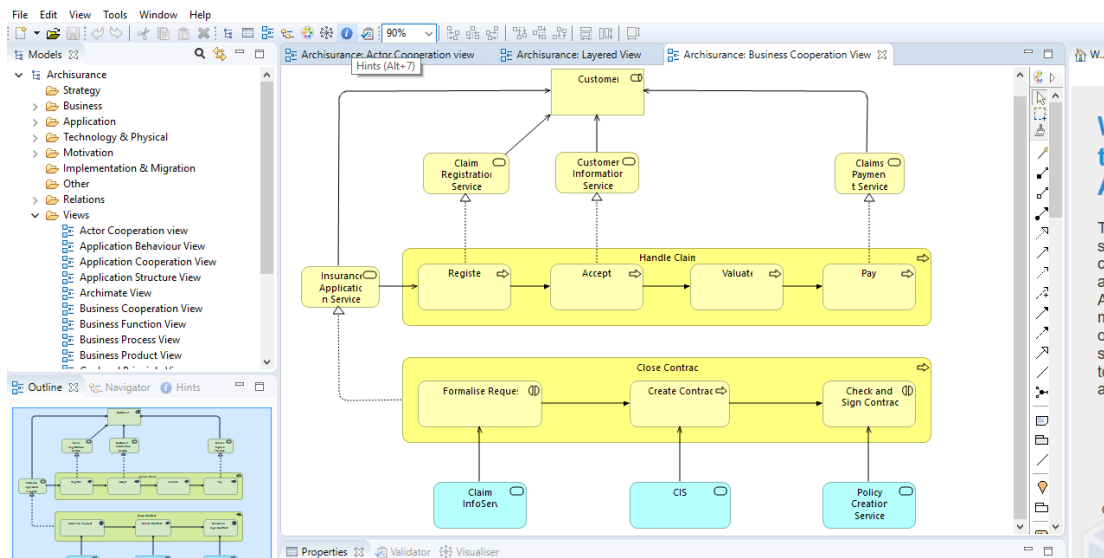 File Edit View Tools Window Help
90%
Models
Archisurance: Actor Cooperation view
Archisurance: Layered View
Archisurance: Business Cooperation View
W...
Hints (Alt+7)
Archisurance
Strategy
Business
Application
Technology & Physical
Motivation
Implementation & Migration
Other
Relations
Views
Actor Cooperation view
Application Behaviour View
Application Cooperation View
Application Structure View
Archimate View
Business Cooperation View
Business Function View
Business Process View
Business Product View
Customer
Claim
Registration
Service
Customer
Information
Service
Claims
Paymen
t Service
Insurance
Applicatio
n Service
Handle Claim
Registe
Accept
Valuate
Pay
Close Contrac
Formalise Reques
Create Contrac
Check and
Sign Contrac
Claim
InfoServ
CIS
Policy
Creation
Service
Outline
Navigator
Hints
Properties
Validator
Visualiser